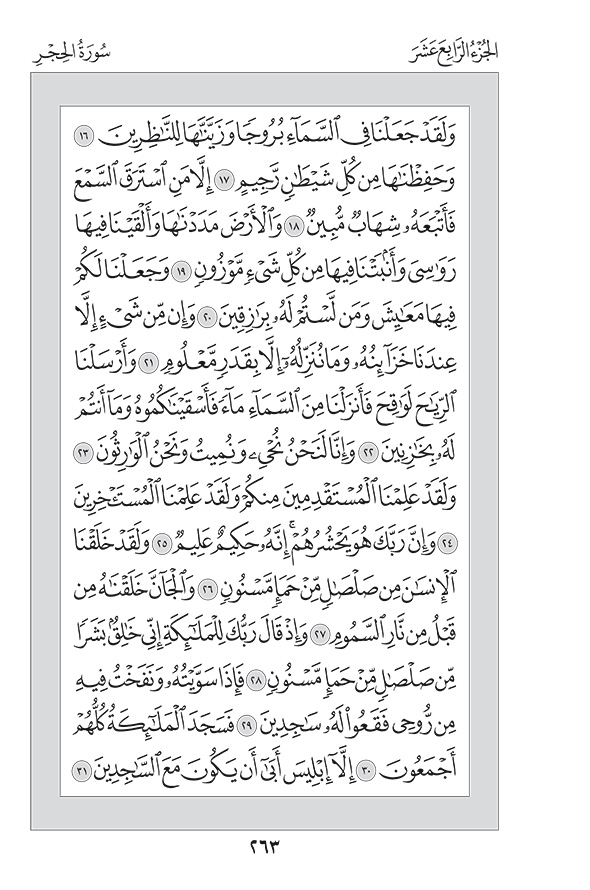 الجُزْءُ الرَّابِعَ عَشَرَ
سُورَةُ الحِجْرِ
وَلَقَدْ جَعَلْنَا فِى ٱلسَّمَآءِ بُرُوجًا وَزَيَّنَّٰهَا لِلنَّٰظِرِينَ ١٦
وَحَفِظْنَٰهَا مِن كُلِّ شَيْطَٰنٍ رَّجِيمٍ ١٧ إِلَّا مَنِ ٱسْتَرَقَ ٱلسَّمْعَ
فَأَتْبَعَهُۥ شِهَابٌ مُّبِينٌ ١٨ وَٱلْأَرْضَ مَدَدْنَٰهَا وَأَلْقَيْنَا فِيهَا
رَوَٰسِىَ وَأَنۢبَتْنَا فِيهَا مِن كُلِّ شَىْءٍ مَّوْزُونٍ ١٩ وَجَعَلْنَا لَكُمْ
فِيهَا مَعَٰيِشَ وَمَن لَّسْتُمْ لَهُۥ بِرَٰزِقِينَ ٢٠ وَإِن مِّن شَىْءٍ إِلَّا
عِندَنَا خَزَآئِنُهُۥ وَمَا نُنَزِّلُهُۥٓ إِلَّا بِقَدَرٍ مَّعْلُومٍ ٢١ وَأَرْسَلْنَا
ٱلرِّيَٰحَ لَوَٰقِحَ فَأَنزَلْنَا مِنَ ٱلسَّمَآءِ مَآءً فَأَسْقَيْنَٰكُمُوهُ وَمَآ أَنتُمْ
لَهُۥ بِخَٰزِنِينَ ٢٢ وَإِنَّا لَنَحْنُ نُحْىِۦ وَنُمِيتُ وَنَحْنُ ٱلْوَٰرِثُونَ ٢٣
وَلَقَدْ عَلِمْنَا ٱلْمُسْتَقْدِمِينَ مِنكُمْ وَلَقَدْ عَلِمْنَا ٱلْمُسْتَـْٔخِرِينَ
٢٤ وَإِنَّ رَبَّكَ هُوَ يَحْشُرُهُمْ ۚ إِنَّهُۥ حَكِيمٌ عَلِيمٌ ٢٥ وَلَقَدْ خَلَقْنَا
ٱلْإِنسَٰنَ مِن صَلْصَٰلٍ مِّنْ حَمَإٍ مَّسْنُونٍ ٢٦ وَٱلْجَآنَّ خَلَقْنَٰهُ مِن
قَبْلُ مِن نَّارِ ٱلسَّمُومِ ٢٧ وَإِذْ قَالَ رَبُّكَ لِلْمَلَٰٓئِكَةِ إِنِّى خَٰلِقٌۢ بَشَرًا
مِّن صَلْصَٰلٍ مِّنْ حَمَإٍ مَّسْنُونٍ ٢٨ فَإِذَا سَوَّيْتُهُۥ وَنَفَخْتُ فِيهِ
مِن رُّوحِى فَقَعُوا۟ لَهُۥ سَٰجِدِينَ ٢٩ فَسَجَدَ ٱلْمَلَٰٓئِكَةُ كُلُّهُمْ
أَجْمَعُونَ ٣٠ إِلَّآ إِبْلِيسَ أَبَىٰٓ أَن يَكُونَ مَعَ ٱلسَّٰجِدِينَ ٣١
٢٦٣